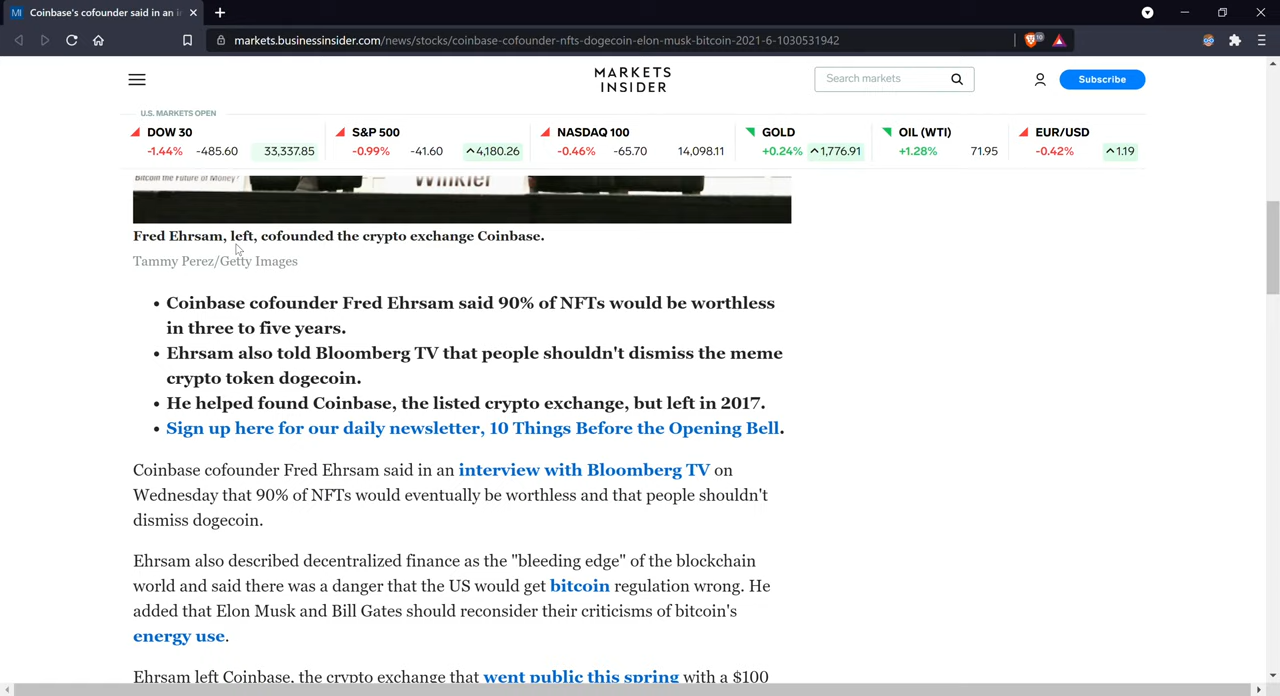 Coinbase's cofounder said in an i
markets.businessinsider.com/news/stocks/coinbase-cofounder-nfts-dogecoin-elon-musk-bitcoin-2021-6-1030531942
10
MARKETS
INSIDER
Search markets
Subscribe
U.S. MARKETS OPEN
DOW 30
-1.44% -485.60 33,337.85
S&P 500
-0.99% -41.60 4,180.26
NASDAQ 100
-0.46% -65.70 14,098.11
GOLD
+0.24% 1,776.91
OIL (WTI)
+1.28% 71.95
EUR/USD
-0.42% 1.19
Bitcoin the Future of Money?
Winkler
Fred Ehrsam, left, cofounded the crypto exchange Coinbase.
Tammy Perez/Getty Images
• Coinbase cofounder Fred Ehrsam said 90% of NFTs would be worthless
in three to five years.
• Ehrsam also told Bloomberg TV that people shouldn't dismiss the meme
crypto token dogecoin.
• He helped found Coinbase, the listed crypto exchange, but left in 2017.
• Sign up here for our daily newsletter, 10 Things Before the Opening Bell.
Coinbase cofounder Fred Ehrsam said in an interview with Bloomberg TV on
Wednesday that 90% of NFTs would eventually be worthless and that people shouldn't
dismiss dogecoin.
Ehrsam also described decentralized finance as the "bleeding edge" of the blockchain
world and said there was a danger that the US would get bitcoin regulation wrong. He
added that Elon Musk and Bill Gates should reconsider their criticisms of bitcoin's
energy use.
Ehrsam left Coinbase, the crypto exchange that went public this spring with a $100